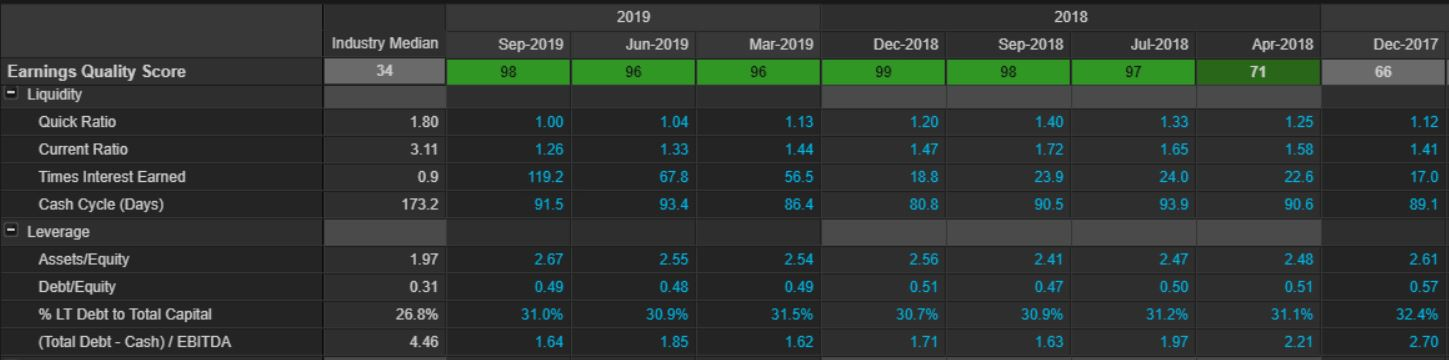 2019 2018
Industry Median Sep-2019 Jun-2019 Mar-2019 Dec-2018 Sep-2018 Jul-2018 Apr-2018 Dec-2017
Earnings Quality Score 34 98 96 96 99 98 97 71 66
Liquidity
Quick Ratio 1.80 1.00 1.04 1.13 1.20 1.40 1.33 1.25 1.12
Current Ratio 3.11 1.26 1.33 1.44 1.47 1.72 1.65 1.58 1.41
Times Interest Earned 0.9 119.2 67.8 56.5 18.8 23.9 24.0 22.6 17.0
Cash Cycle (Days) 173.2 91.5 93.4 86.4 80.8 90.5 93.9 90.6 89.1
Leverage
Assets/Equity 1.97 2.67 2.55 2.54 2.56 2.41 2.47 2.48 2.61
Debt/Equity 0.31 0.49 0.48 0.49 0.51 0.47 0.50 0.51 0.57
% LT Debt to Total Capital 26.8% 31.0% 30.9% 31.5% 30.7% 30.9% 31.2% 31.1% 32.4%
(Total Debt - Cash) / EBITDA 4.46 1.64 1.85 1.62 1.71 1.63 1.97 2.21 2.70